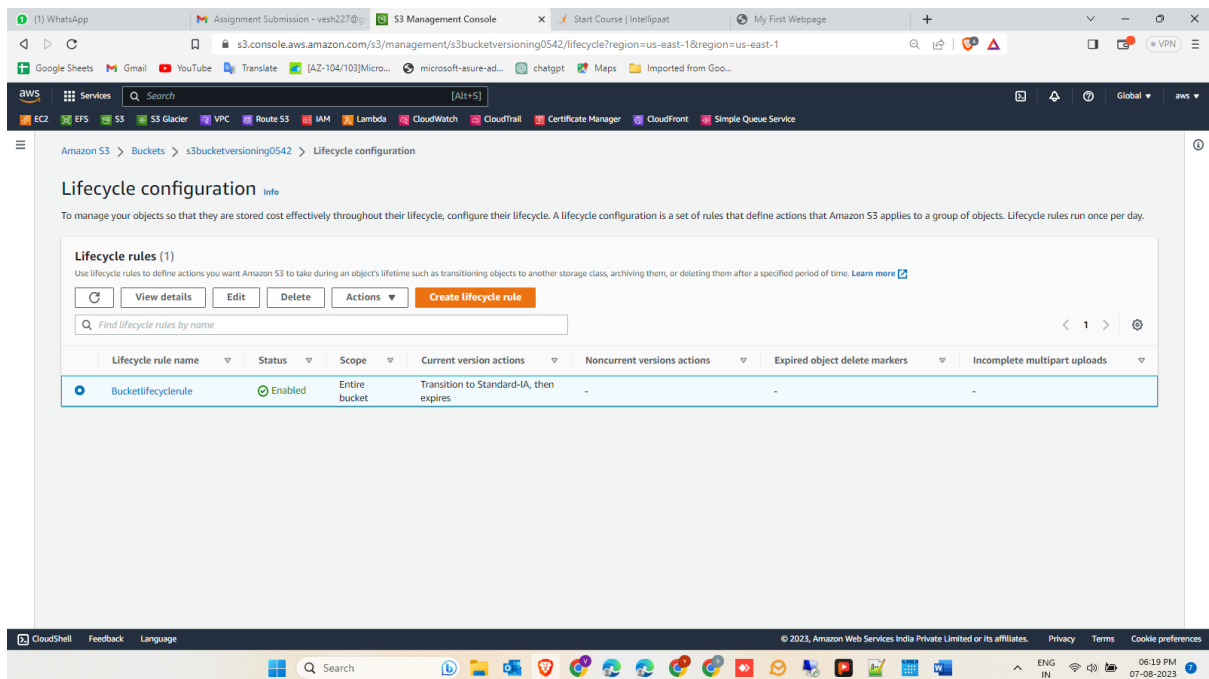 (1) WhatsApp
Assignment Submission - vesh227@g
S3 Management Console
Start Course | Intellipaat
My First Webpage
s3.console.aws.amazon.com/s3/management/s3bucketversioning0542/lifecycle?region=us-east-1&region=us-east-1
VPN
Google Sheets Gmail YouTube Translate [AZ-104/103]Micro... microsoft-asure-ad... chatgpt Maps Imported from Goo...
aws Services Search [Alt+S] Global aws
EC2 EFS S3 S3 Glacier VPC Route 53 IAM Lambda CloudWatch CloudTrail Certificate Manager CloudFront Simple Queue Service
Amazon S3 > Buckets > s3bucketversioning0542 > Lifecycle configuration
Lifecycle configuration Info
To manage your objects so that they are stored cost effectively throughout their lifecycle, configure their lifecycle. A lifecycle configuration is a set of rules that define actions that Amazon S3 applies to a group of objects. Lifecycle rules run once per day.
Lifecycle rules (1)
Use lifecycle rules to define actions you want Amazon S3 to take during an object's lifetime such as transitioning objects to another storage class, archiving them, or deleting them after a specified period of time. Learn more
View details Edit Delete Actions Create lifecycle rule
Find lifecycle rules by name
1
Lifecycle rule name Status Scope Current version actions Noncurrent versions actions Expired object delete markers Incomplete multipart uploads
Bucketlifecyclerule Enabled Entire bucket Transition to Standard-IA, then expires - - -
CloudShell Feedback Language © 2023, Amazon Web Services India Private Limited or its affiliates. Privacy Terms Cookie preferences
Search
ENG IN
06:19 PM
07-08-2023